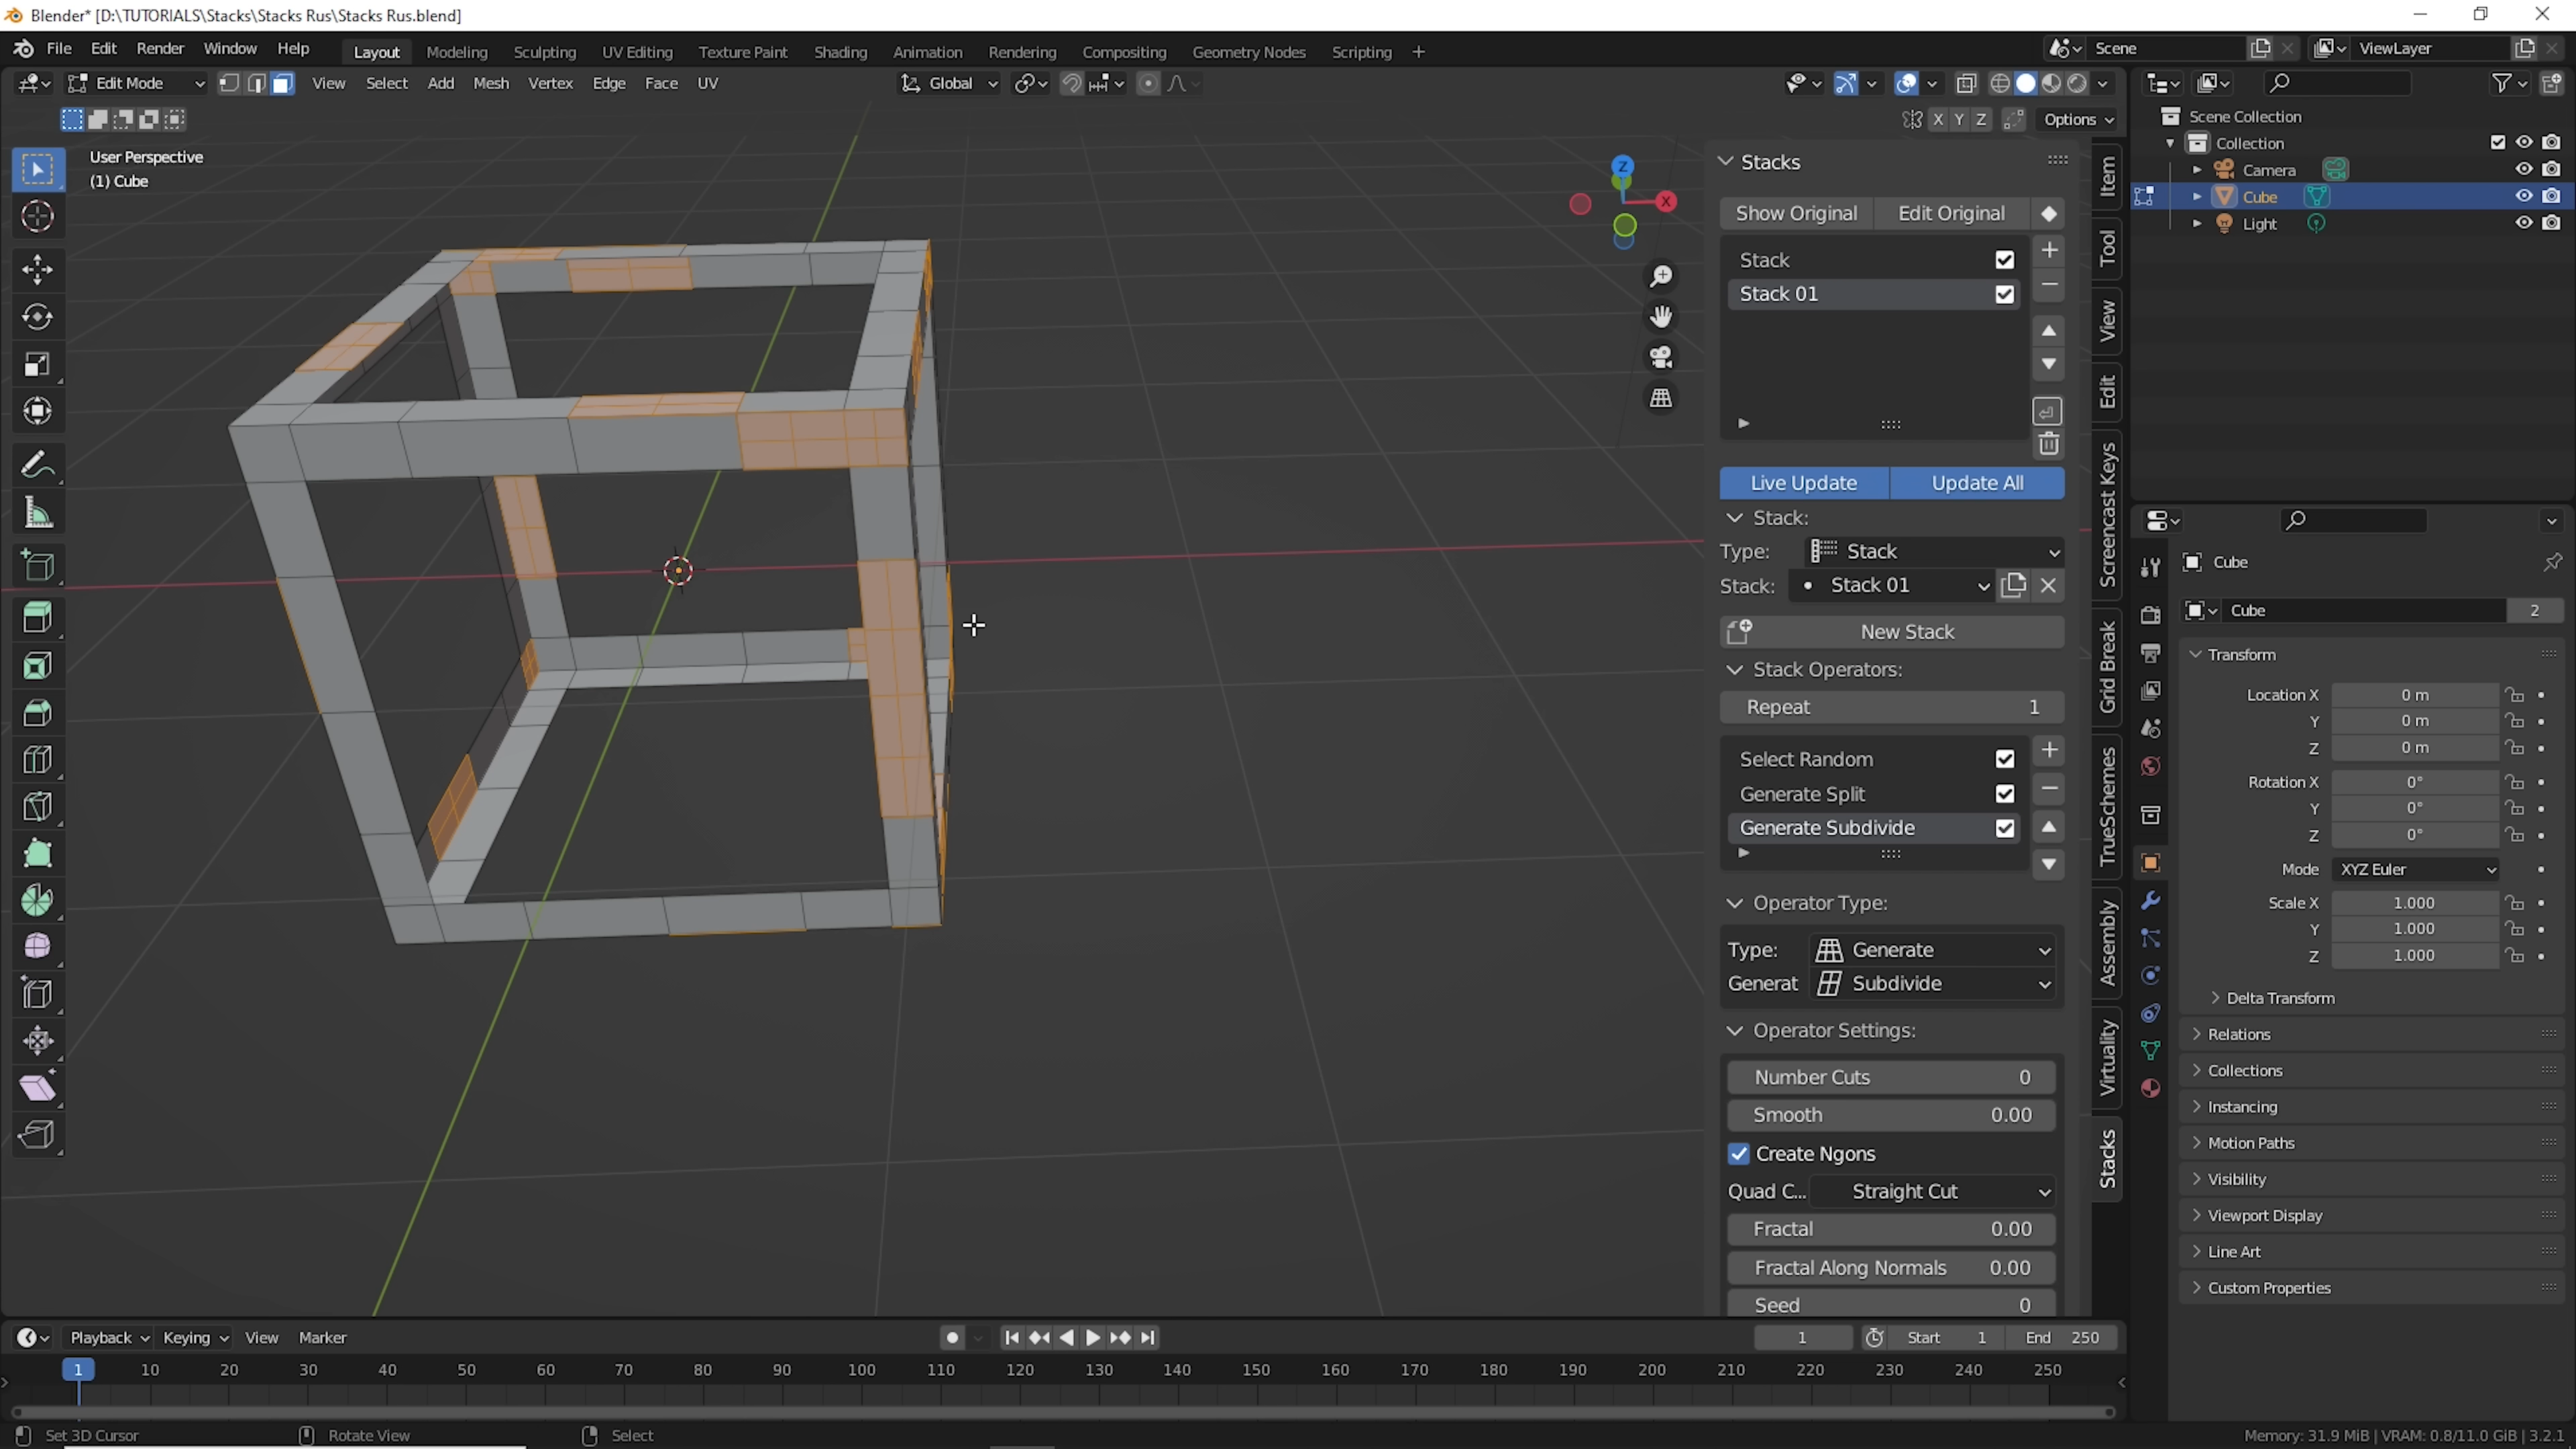 Blender* [D:\TUTORIALS\Stacks\Stacks Rus\Stacks Rus.blend]
File Edit Render Window Help Layout Modeling Sculpting UV Editing Texture Paint Shading Animation Rendering Compositing Geometry Nodes Scripting + Scene ViewLayer
Edit Mode View Select Add Mesh Vertex Edge Face UV Global
X Y Z Options
User Perspective
(1) Cube
Z
X
Stacks
Show Original Edit Original
Stack
Stack 01
Live Update Update All
Stack:
Type: Stack
Stack: Stack 01
New Stack
Stack Operators:
Repeat 1
Select Random
Generate Split
Generate Subdivide
Operator Type:
Type: Generate
Generat Subdivide
Operator Settings:
Number Cuts 0
Smooth 0.00
Create Ngons
Quad C... Straight Cut
Fractal 0.00
Fractal Along Normals 0.00
Seed 0
Item
Tool
View
Edit
Screencast Keys
Grid Break
TrueSchemes
Assembly
Virtuality
Stacks
Scene Collection
Collection
Camera
Cube
Light
Cube
Cube 2
Transform
Location X 0 m
Y 0 m
Z 0 m
Rotation X 0°
Y 0°
Z 0°
Mode XYZ Euler
Scale X 1.000
Y 1.000
Z 1.000
Delta Transform
Relations
Collections
Instancing
Motion Paths
Visibility
Viewport Display
Line Art
Custom Properties
Playback Keying View Marker 1 Start 1 End 250
1 10 20 30 40 50 60 70 80 90 100 110 120 130 140 150 160 170 180 190 200 210 220 230 240 250
Set 3D Cursor Rotate View Select Memory: 31.9 MiB | VRAM: 0.8/11.0 GiB | 3.2.1